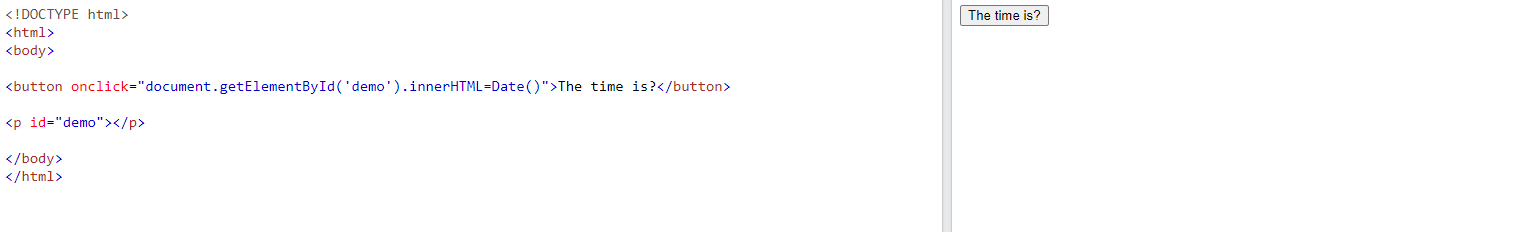 <!DOCTYPE html>
<html>
<body>
<button onclick="document.getElementById('demo').innerHTML=Date()">The time is?</button>
<p id="demo"></p>
</body>
</html>
The time is?